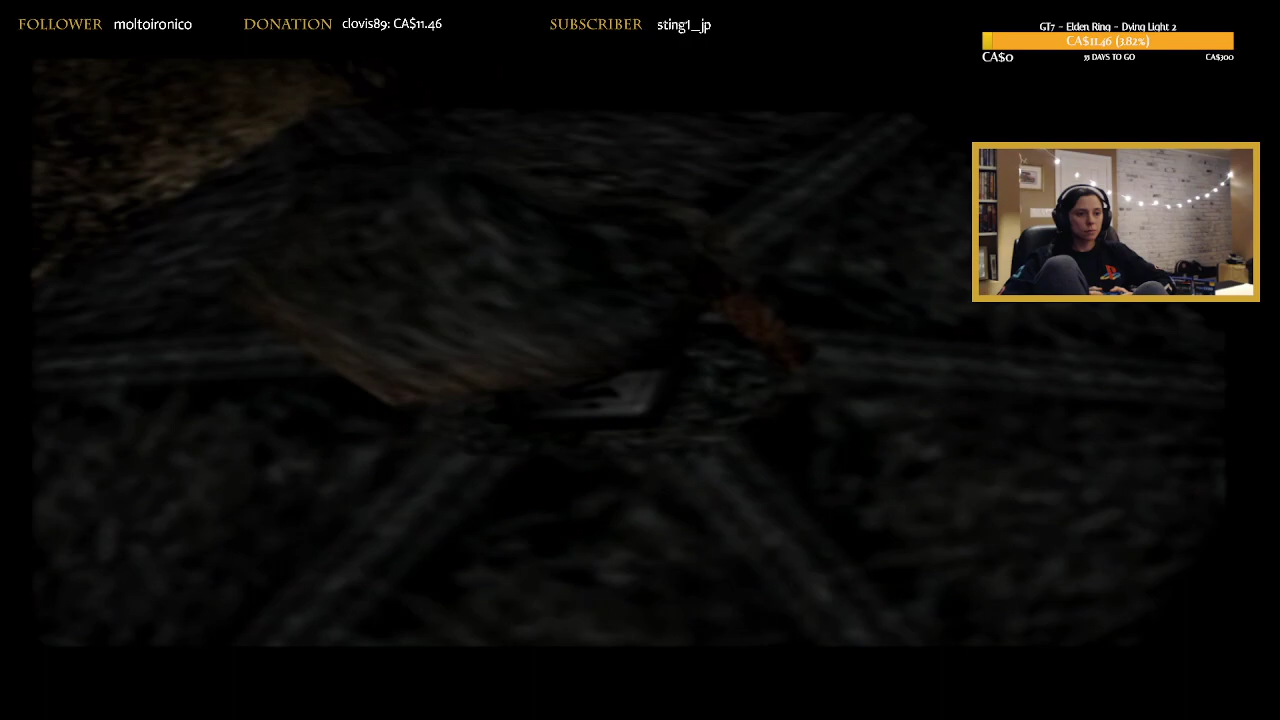 FOLLOWER moltoironico DONATION clovis89: CA$11.46 SUBSCRIBER sting1_jp
GT7 - Elden Ring - Dying Light 2
CA$11.46 (3.82%)
CA$0 33 DAYS TO GO CA$300